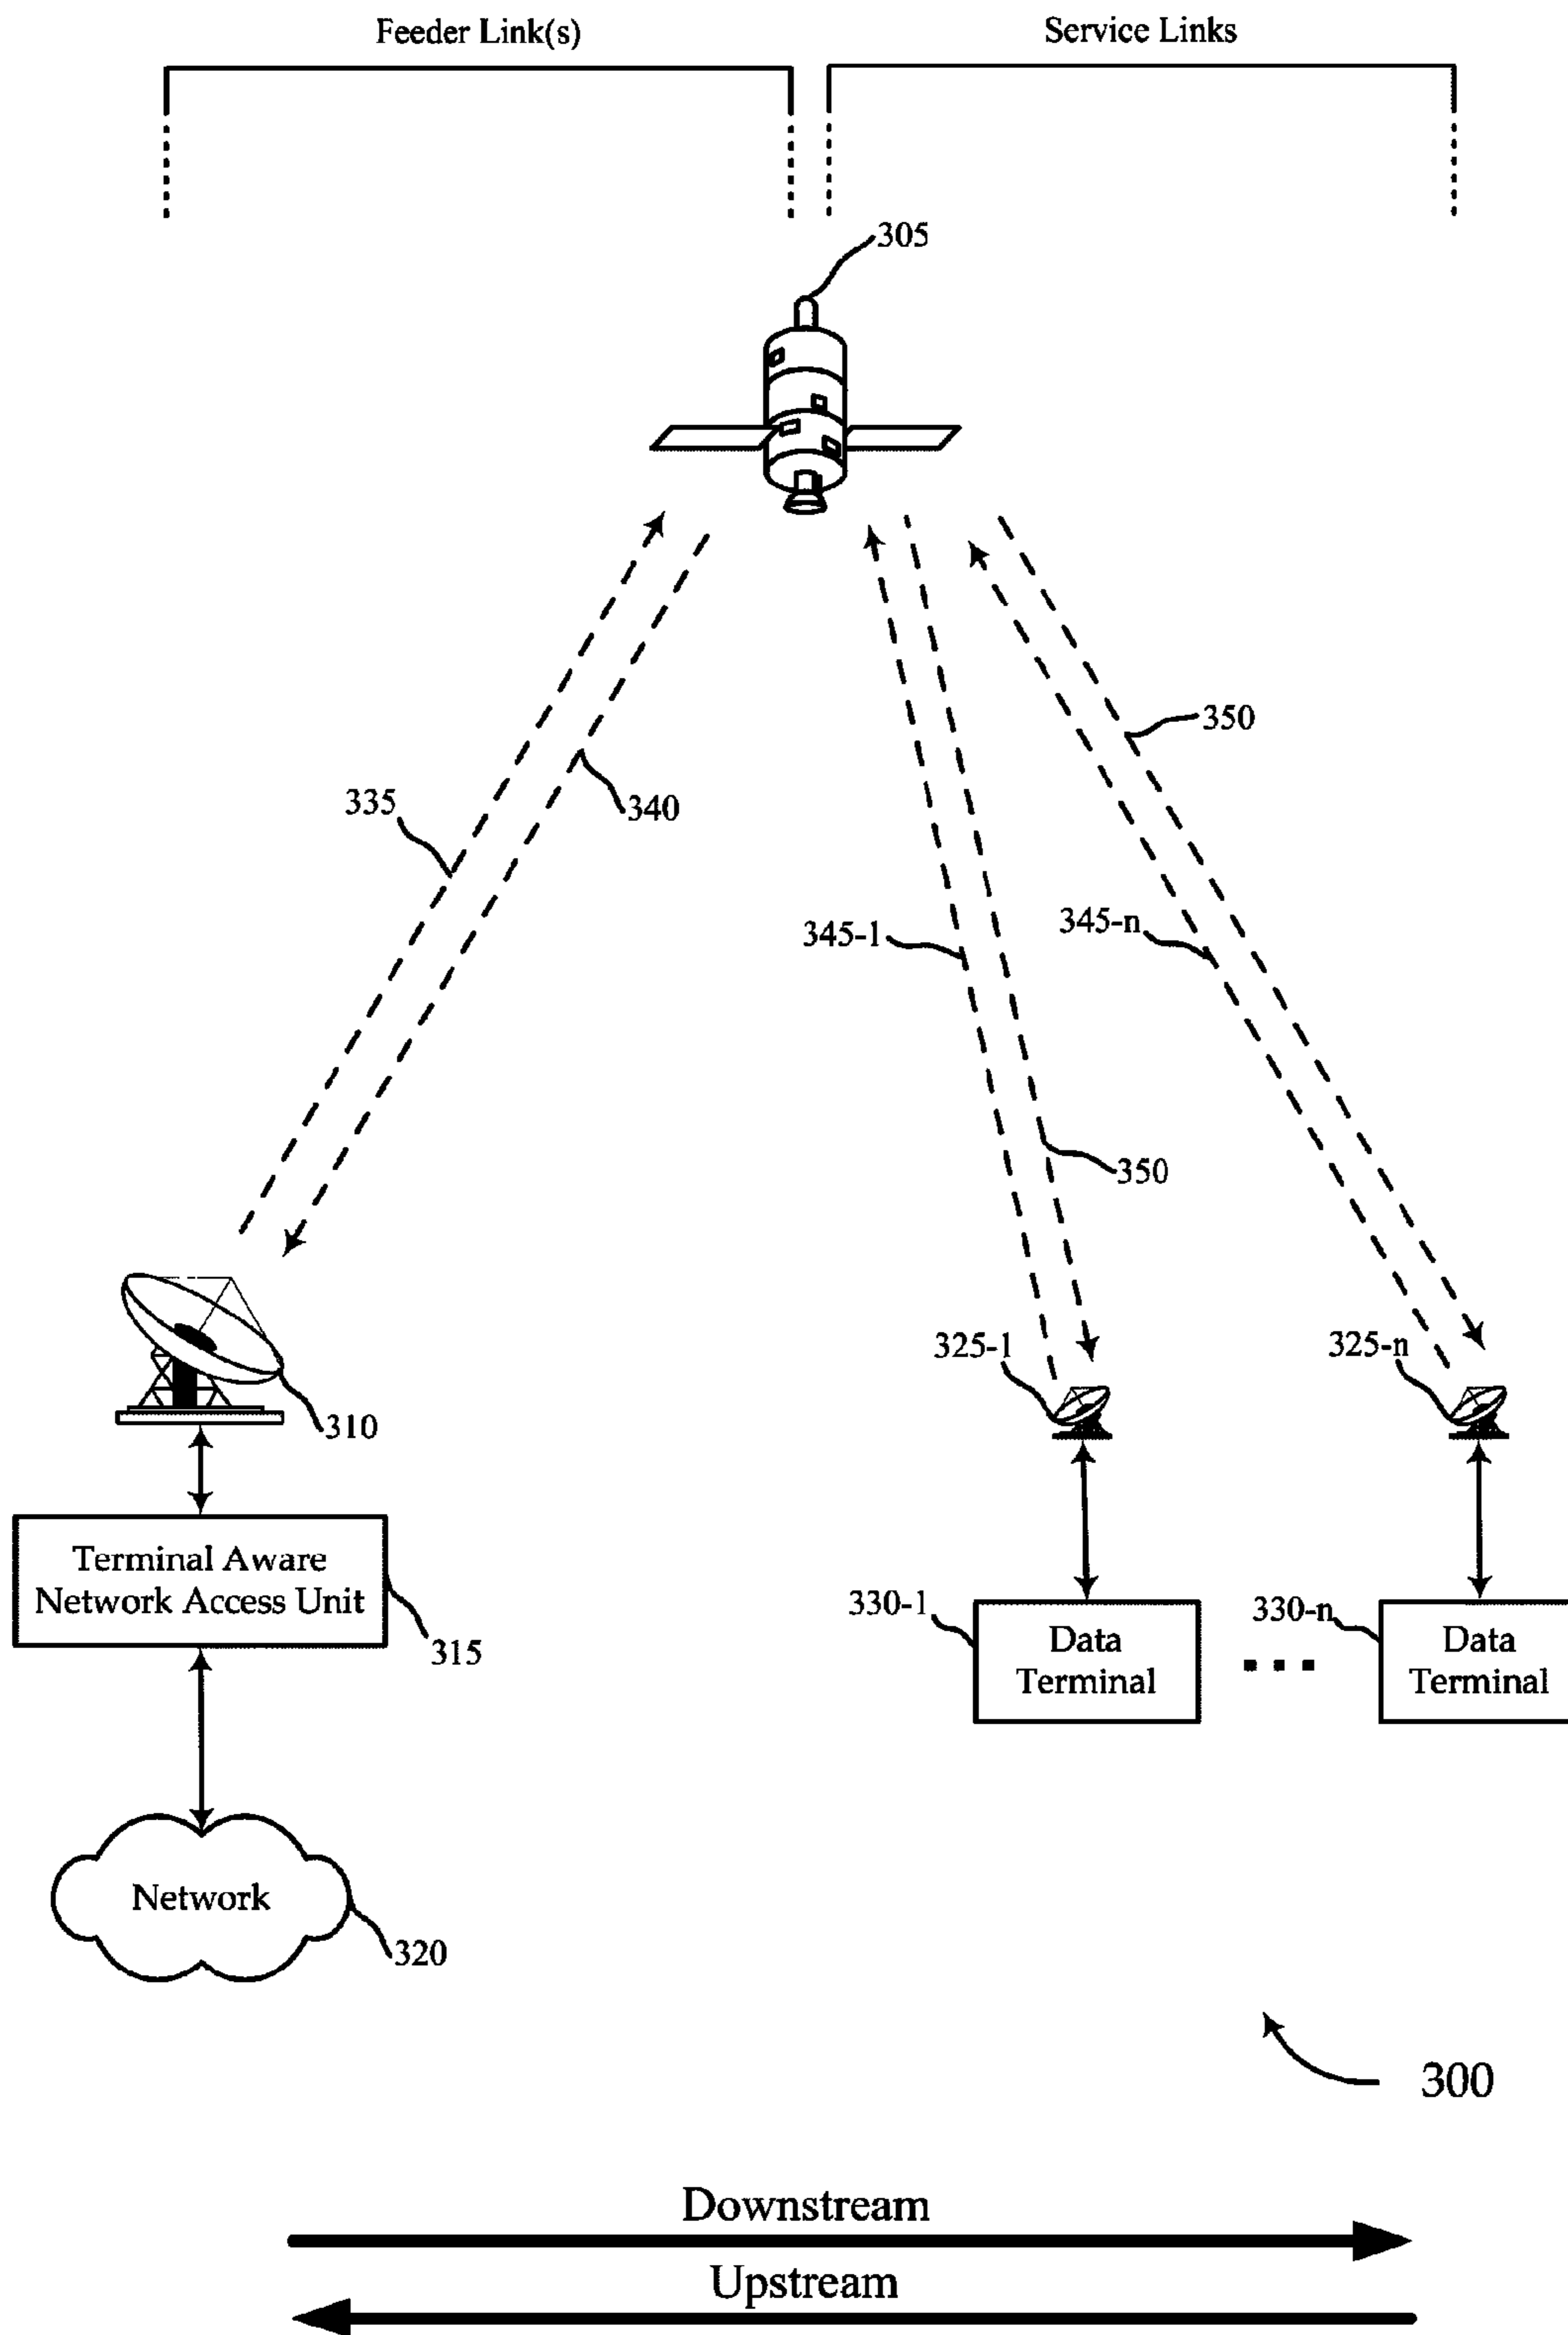 Feeder Link(s)
Service Links
305
350
335
340
345-1
345-n
350
325-1
325-n
310
Terminal Aware
Network Access Unit
315
330-1
Data
Terminal
330-n
Data
Terminal
Network
320
300
Downstream
Upstream